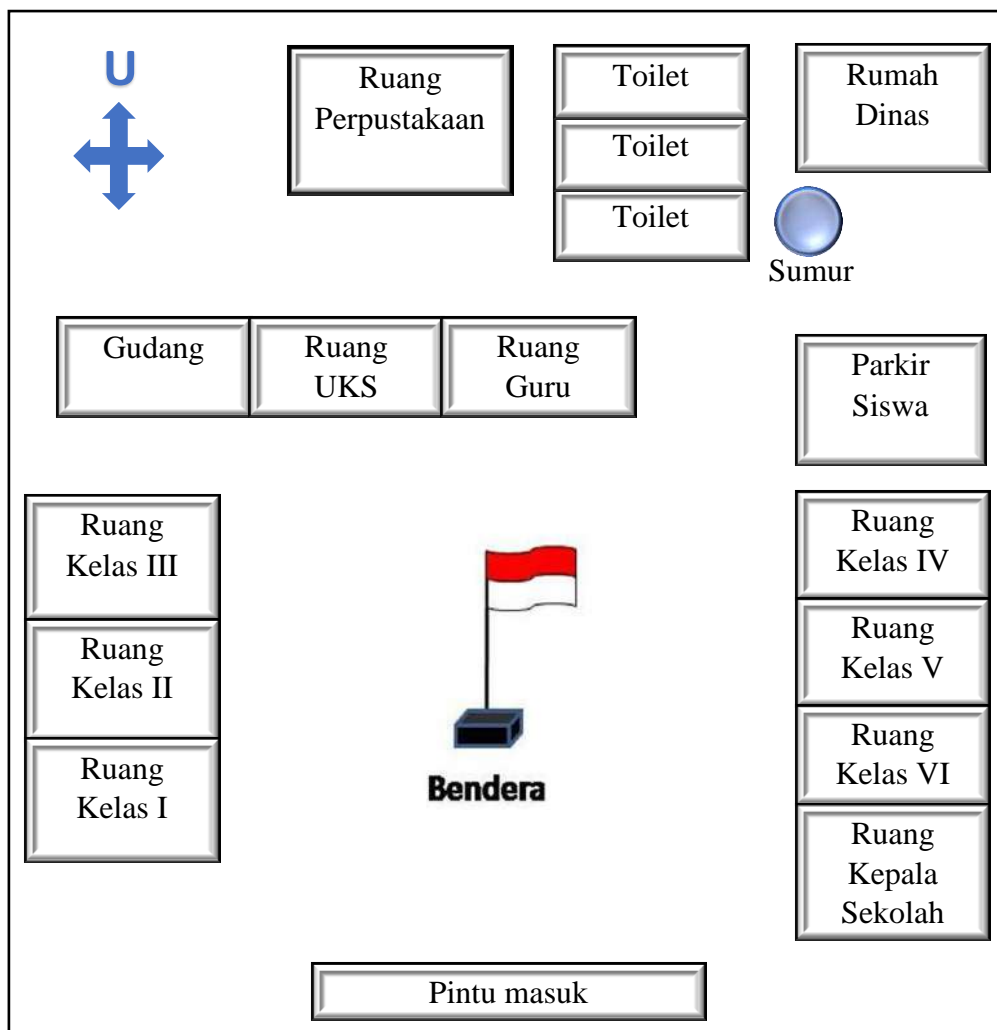 U
Ruang
Perpustakaan
Toilet
Toilet
Toilet
Rumah
Dinas
Sumur
Gudang
Ruang
UKS
Ruang
Guru
Parkir
Siswa
Ruang
Kelas III
Ruang
Kelas II
Ruang
Kelas I
Bendera
Ruang
Kelas IV
Ruang
Kelas V
Ruang
Kelas VI
Ruang
Kepala
Sekolah
Pintu masuk